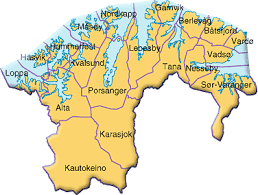 Gamvik
Nordkapp
Berlevåg
Måsøy
Båtsfjord
Vardø
Hammerfest
Lebesby
Hasvik
Kvalsund
Vadsø
Loppa
Tana
Nesseby
Porsanger
Sør-Varanger
Alta
Karasjok
Kautokeino